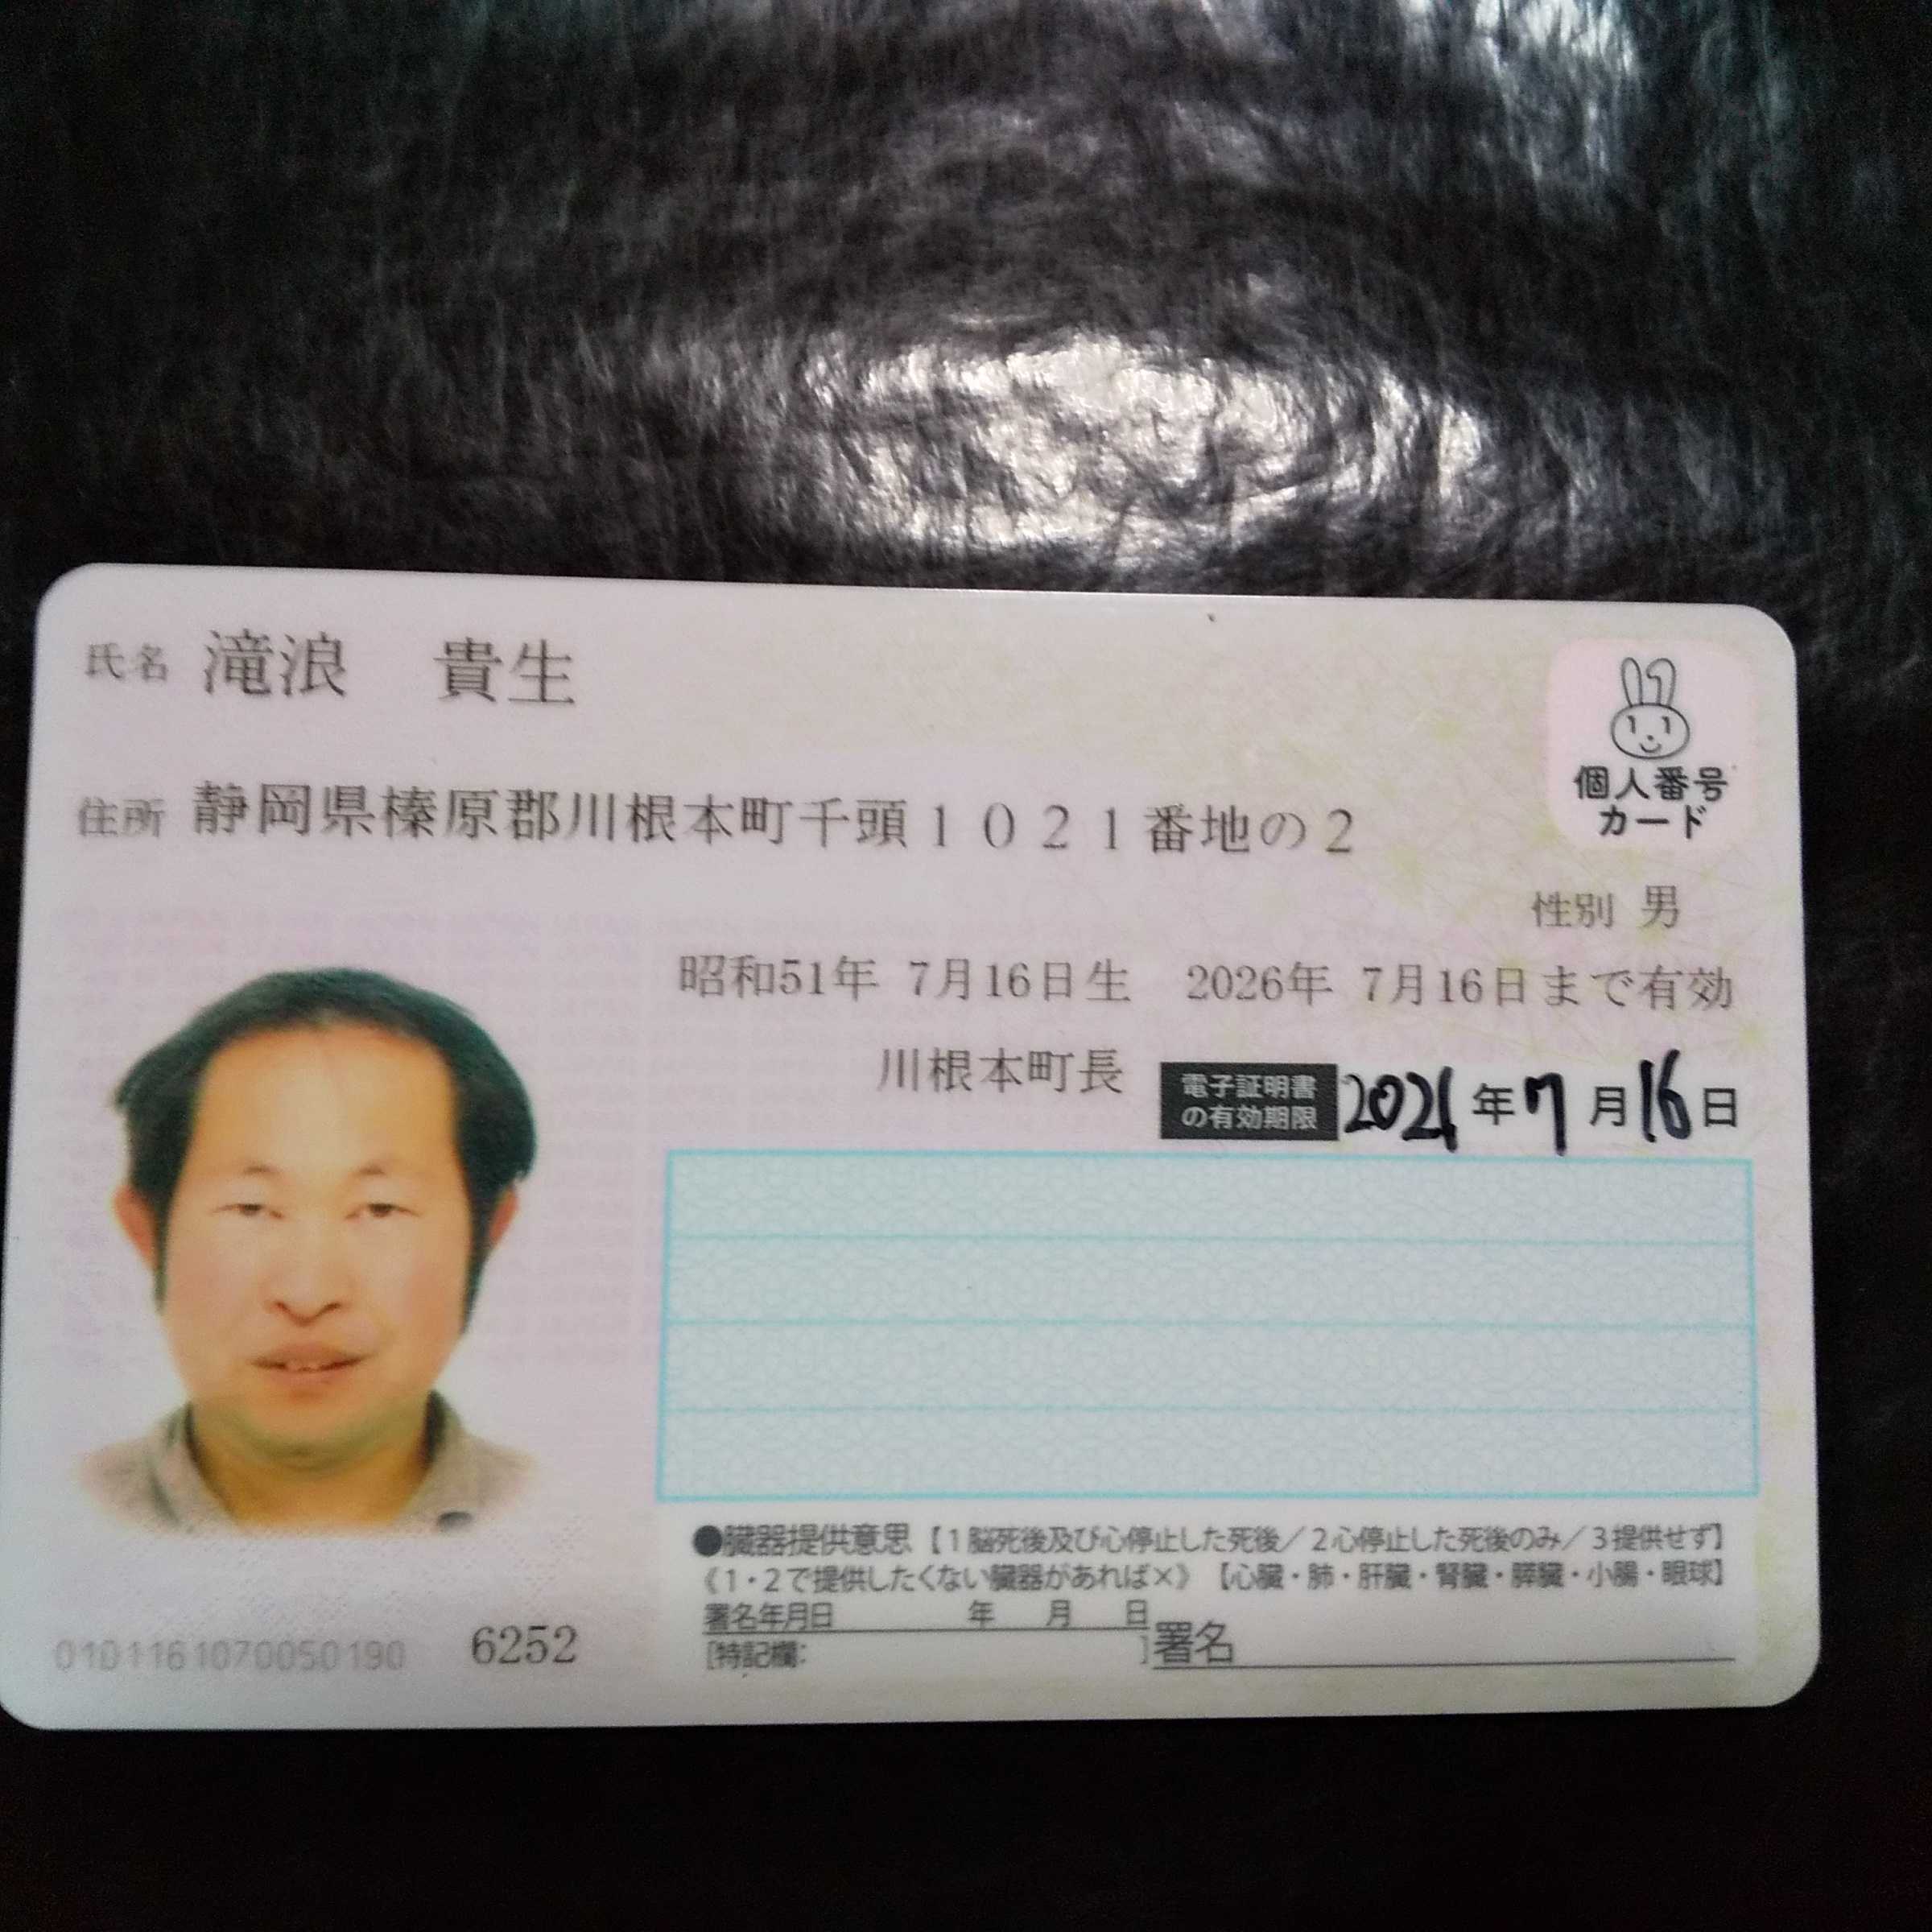 氏名 滝浪 貴生
個人番号
カード
住所 静岡県榛原郡川根本町千頭1021番地の2
性別 男
昭和51年 7月16日生 2026年 7月16日まで有効
川根本町長
電子証明書
の有効期限
2021年7月16日
●臓器提供意思【1脳死後及び心停止した死後/2心停止した死後のみ/3提供せず】
《1・2で提供したくない臓器があれば×》【心臓・肺・肝臓・腎臓・膵臓・小腸・眼球】
署名年月日 年 月 日
[特記欄: ]署名
0101161070050190 6252